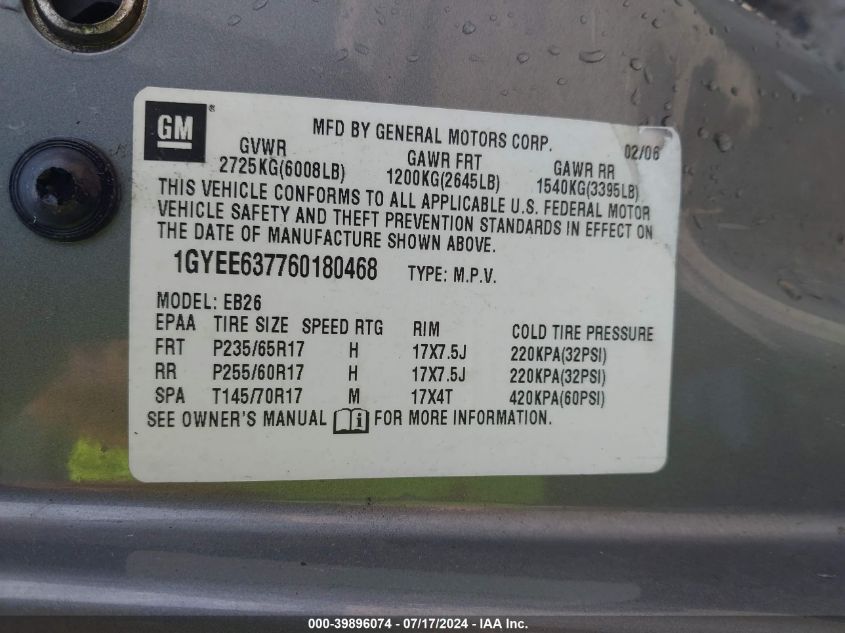 GM ®
MFD BY GENERAL MOTORS CORP. 02/06
GVWR GAWR FRT GAWR RR
2725KG(6008LB) 1200KG(2645LB) 1540KG(3395LB)
THIS VEHICLE CONFORMS TO ALL APPLICABLE U.S. FEDERAL MOTOR
VEHICLE SAFETY AND THEFT PREVENTION STANDARDS IN EFFECT ON
THE DATE OF MANUFACTURE SHOWN ABOVE.
1GYEE637760180468 TYPE: M.P.V.
MODEL: EB26
EPAA TIRE SIZE SPEED RTG RIM COLD TIRE PRESSURE
FRT P235/65R17 H 17X7.5J 220KPA(32PSI)
RR P255/60R17 H 17X7.5J 220KPA(32PSI)
SPA T145/70R17 M 17X4T 420KPA(60PSI)
SEE OWNER'S MANUAL i FOR MORE INFORMATION.
000-39896074 / 07/17/2024 - IAA Inc.